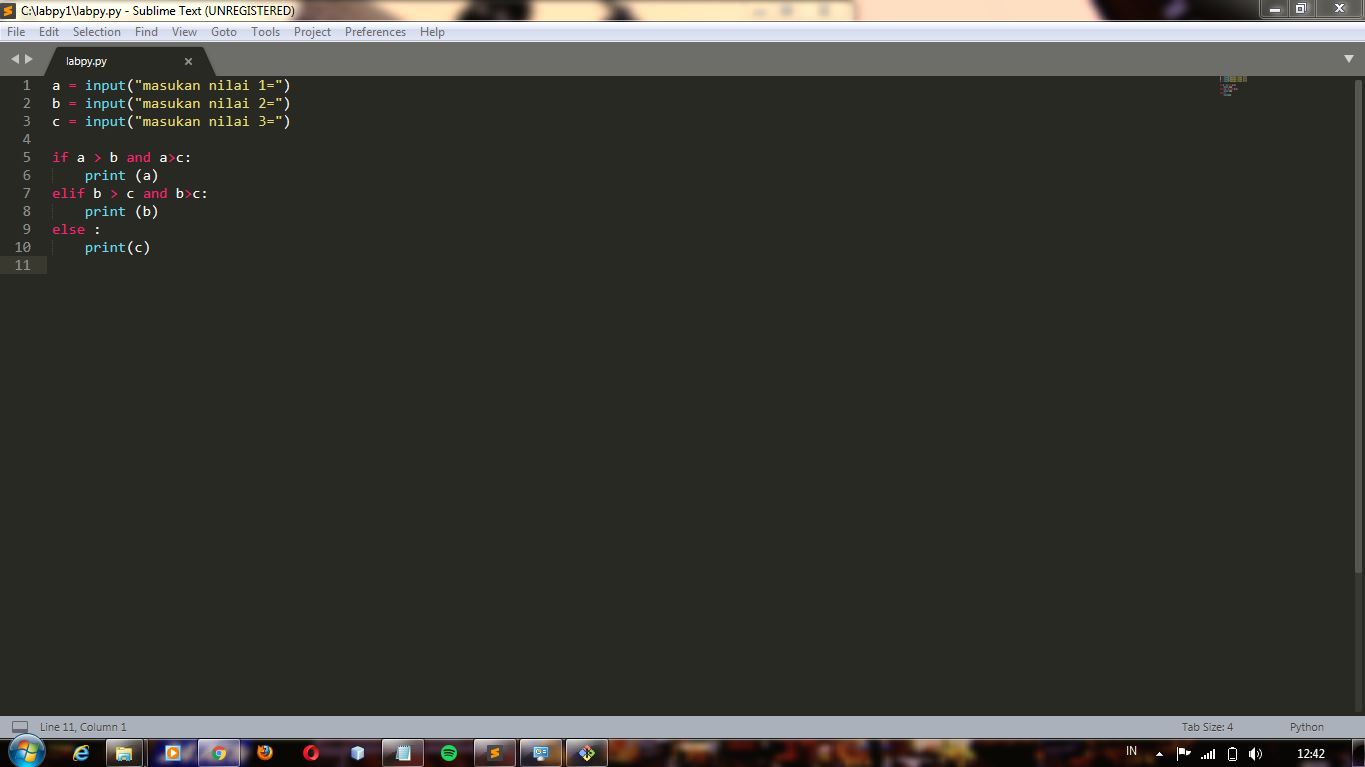 C:\labpy1\labpy.py - Sublime Text (UNREGISTERED)
File Edit Selection Find View Goto Tools Project Preferences Help
labpy.py
1 a = input("masukan nilai 1=")
2 b = input("masukan nilai 2=")
3 c = input("masukan nilai 3=")
4
5 if a > b and a>c:
6     print (a)
7 elif b > c and b>c:
8     print (b)
9 else :
10     print(c)
11
Line 11, Column 1 Tab Size: 4 Python
IN 12:42